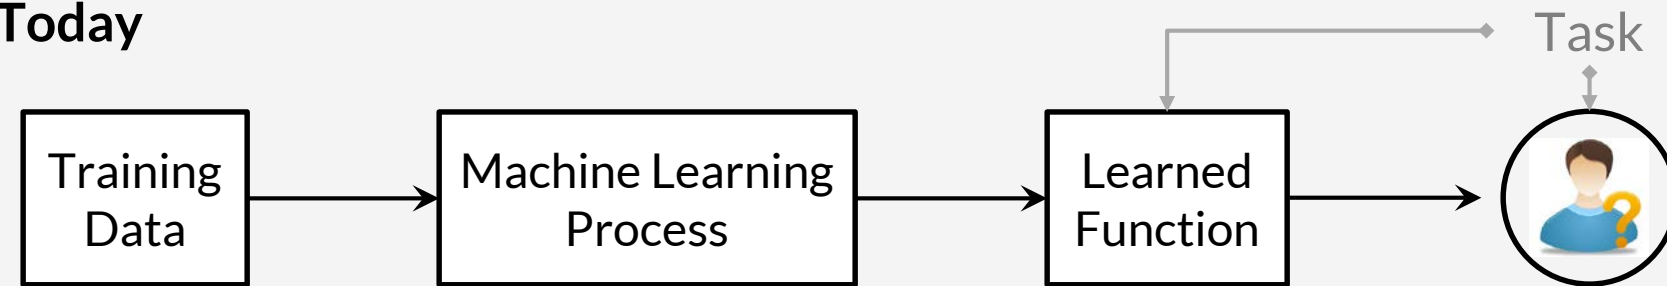 Today
Task
Training
Data
Machine Learning
Process
Learned
Function
?